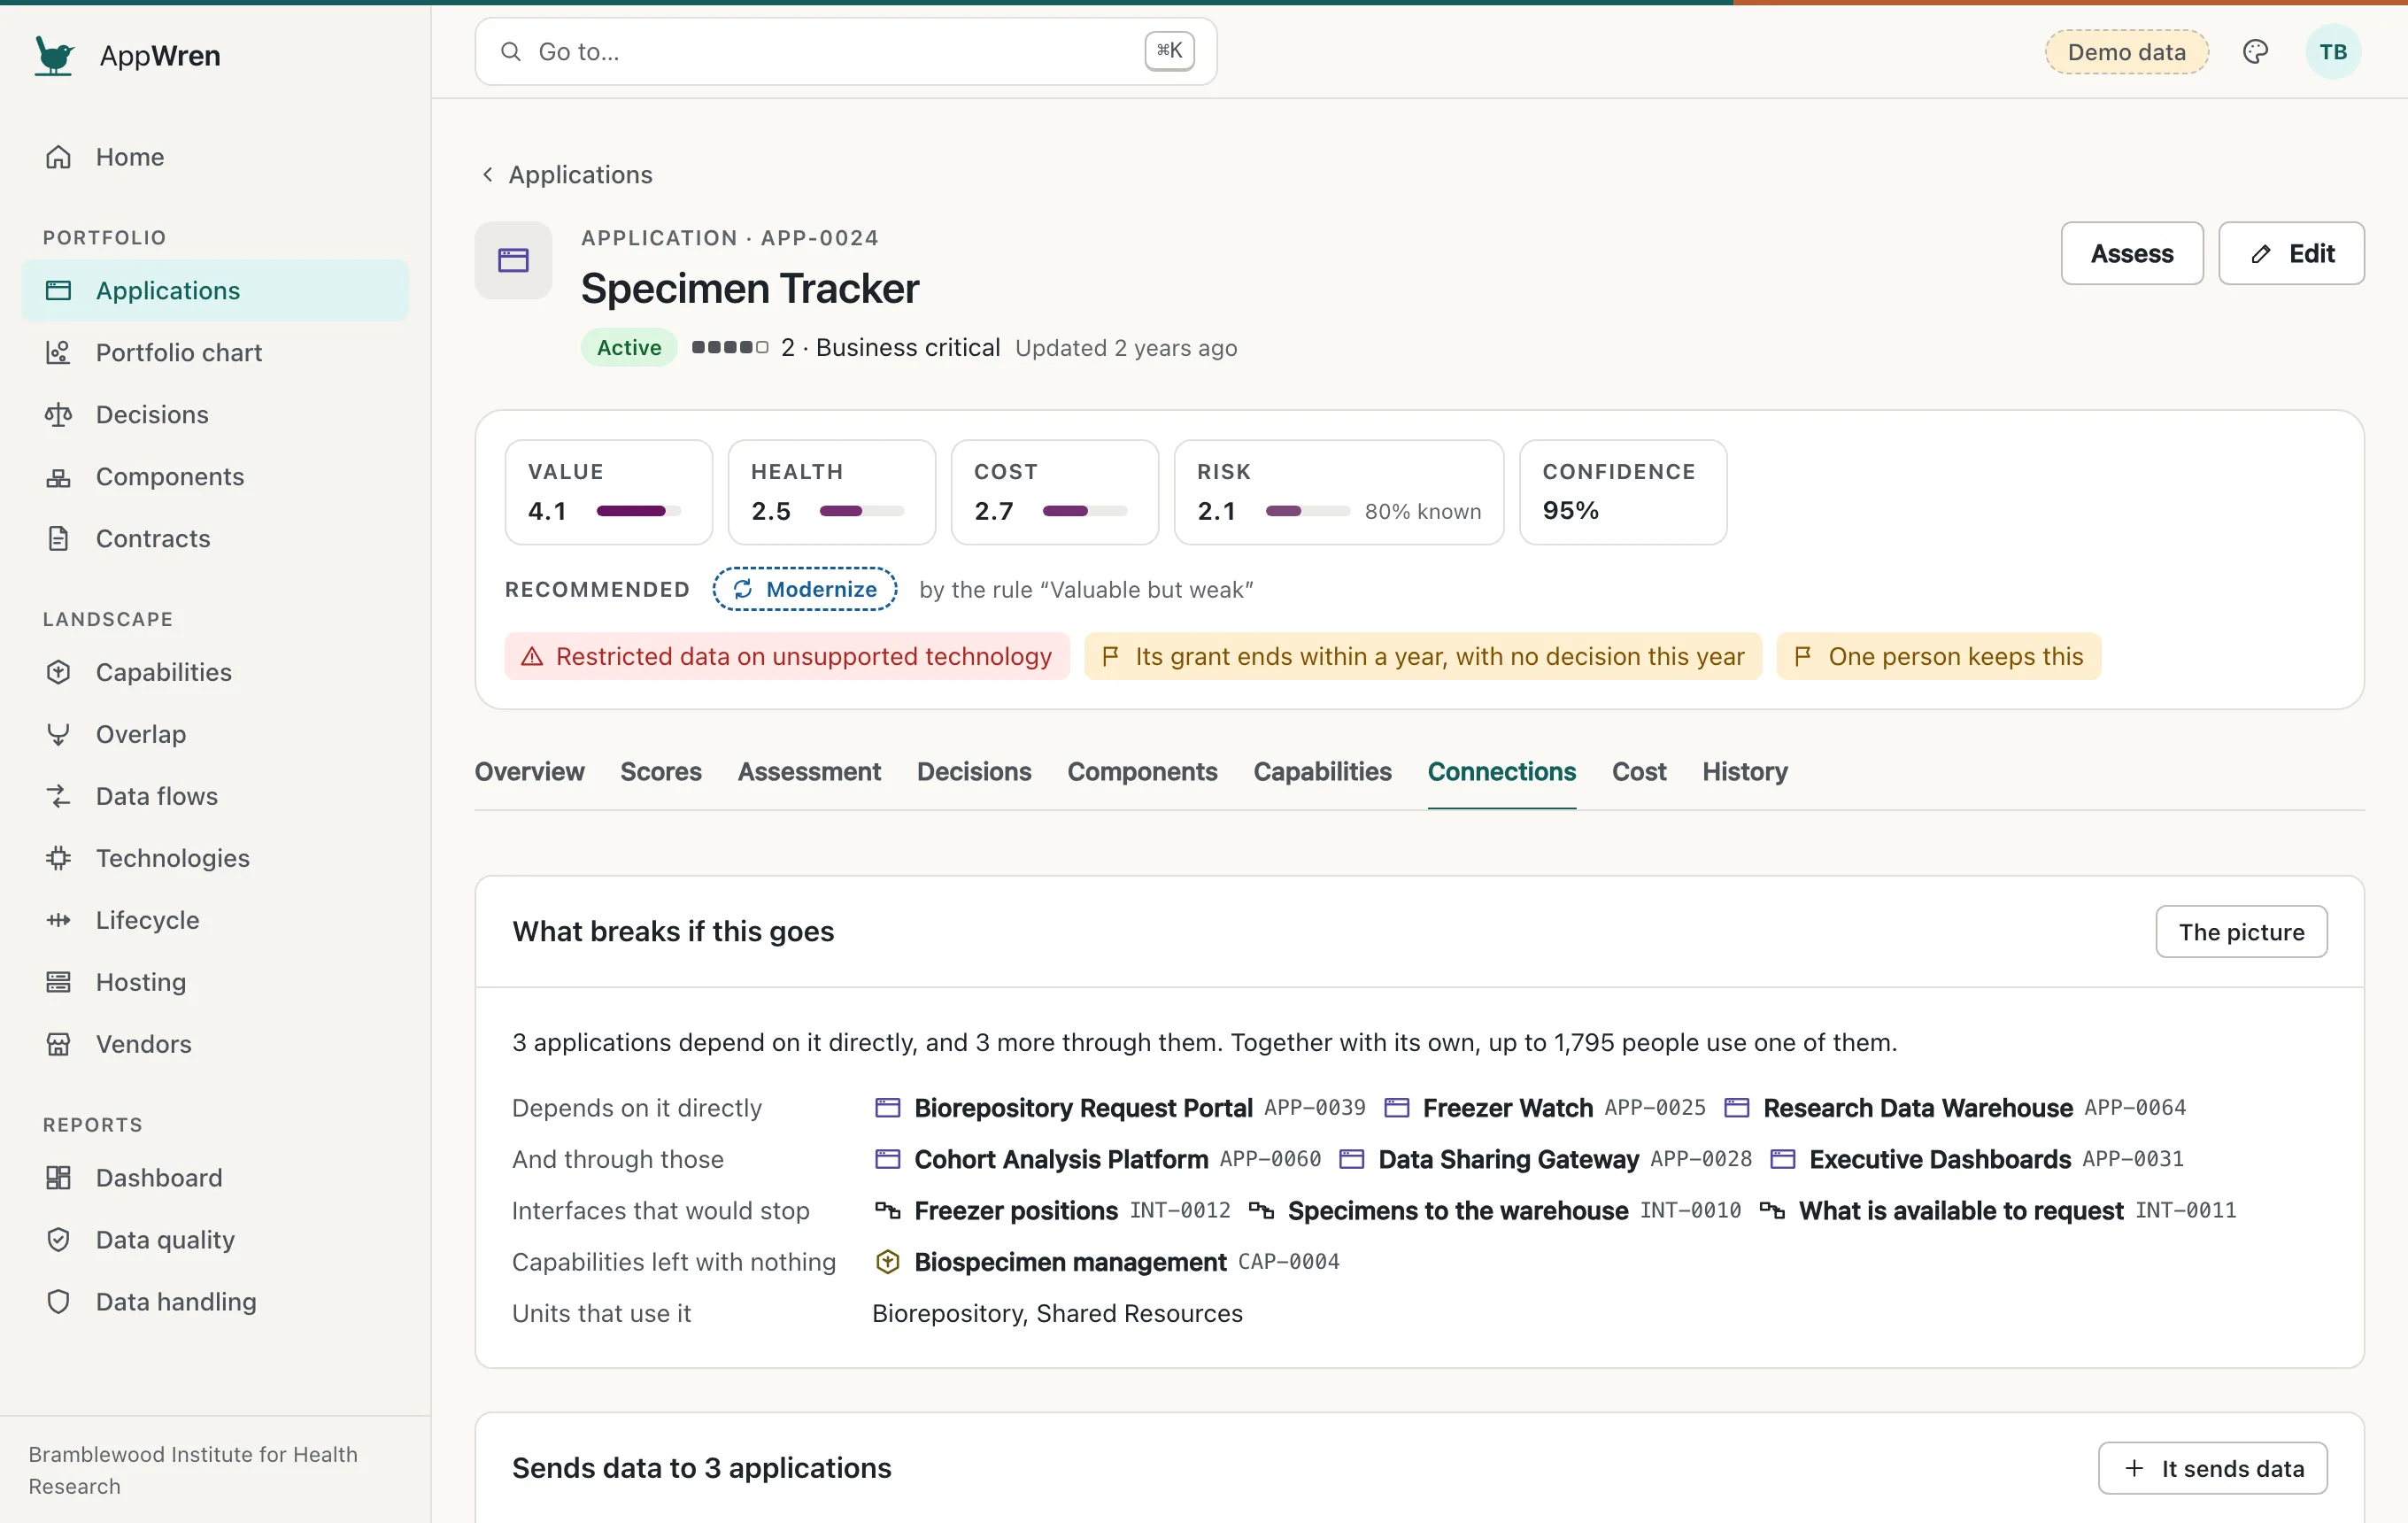 AppWren
Go to...
⌘K
Demo data
TB
Home
PORTFOLIO
Applications
Portfolio chart
Decisions
Components
Contracts
LANDSCAPE
Capabilities
Overlap
Data flows
Technologies
Lifecycle
Hosting
Vendors
REPORTS
Dashboard
Data quality
Data handling
Bramblewood Institute for Health
Research
Applications
APPLICATION · APP-0024
Specimen Tracker
Active 2 · Business critical Updated 2 years ago
Assess
Edit
VALUE
4.1
HEALTH
2.5
COST
2.7
RISK
2.1 80% known
CONFIDENCE
95%
RECOMMENDED Modernize by the rule “Valuable but weak”
Restricted data on unsupported technology Its grant ends within a year, with no decision this year One person keeps this
Overview Scores Assessment Decisions Components Capabilities Connections Cost History
What breaks if this goes
The picture
3 applications depend on it directly, and 3 more through them. Together with its own, up to 1,795 people use one of them.
Depends on it directly Biorepository Request Portal APP-0039 Freezer Watch APP-0025 Research Data Warehouse APP-0064
And through those Cohort Analysis Platform APP-0060 Data Sharing Gateway APP-0028 Executive Dashboards APP-0031
Interfaces that would stop Freezer positions INT-0012 Specimens to the warehouse INT-0010 What is available to request INT-0011
Capabilities left with nothing Biospecimen management CAP-0004
Units that use it Biorepository, Shared Resources
Sends data to 3 applications
It sends data